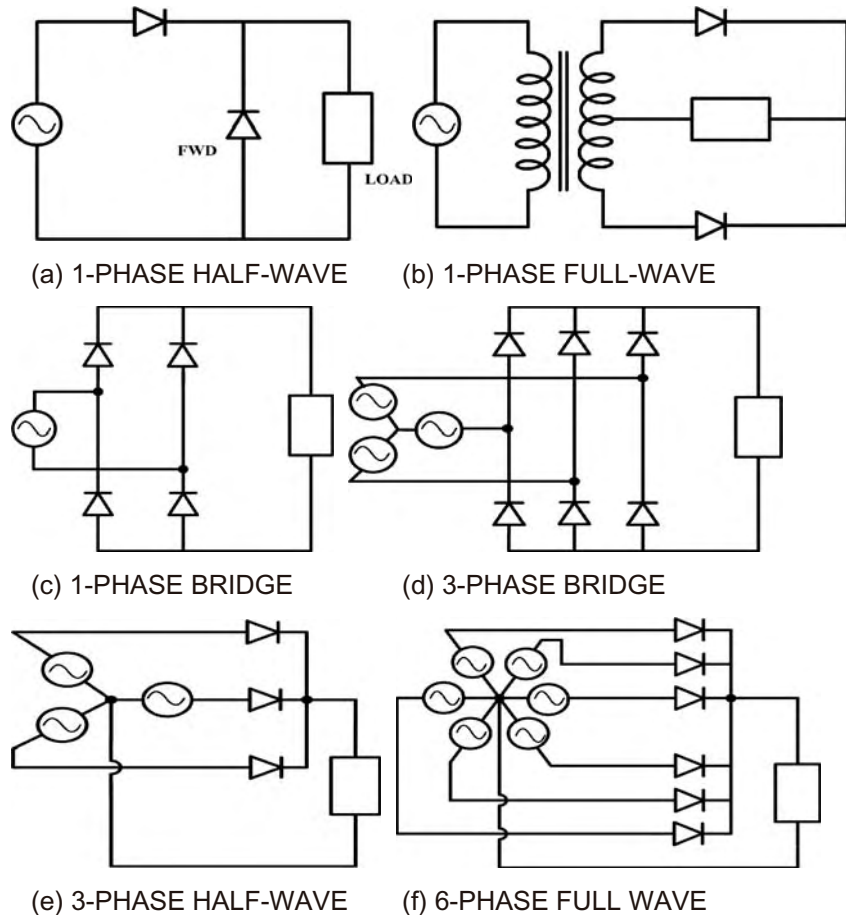 FWD
LOAD
(a) 1-PHASE HALF-WAVE
(b) 1-PHASE FULL-WAVE
(c) 1-PHASE BRIDGE
(d) 3-PHASE BRIDGE
(e) 3-PHASE HALF-WAVE
(f) 6-PHASE FULL WAVE